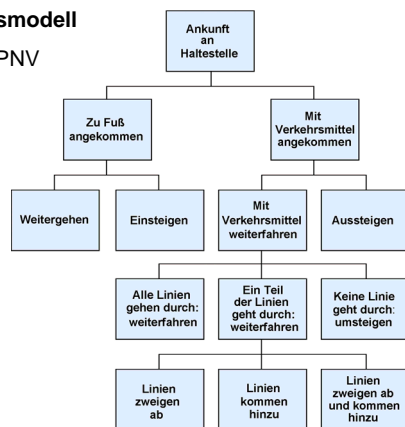 smodell
PNV
Ankunft
an
Haltestelle
Zu Fuß
angekommen
Mit
Verkehrsmittel
angekommen
Weitergehen
Einsteigen
Mit
Verkehrsmittel
weiterfahren
Aussteigen
Alle Linien
gehen durch:
weiterfahren
Ein Teil
der Linien
geht durch:
weiterfahren
Keine Linie
geht durch:
umsteigen
Linien
zweigen
ab
Linien
kommen
hinzu
Linien
zweigen ab
und kommen
hinzu